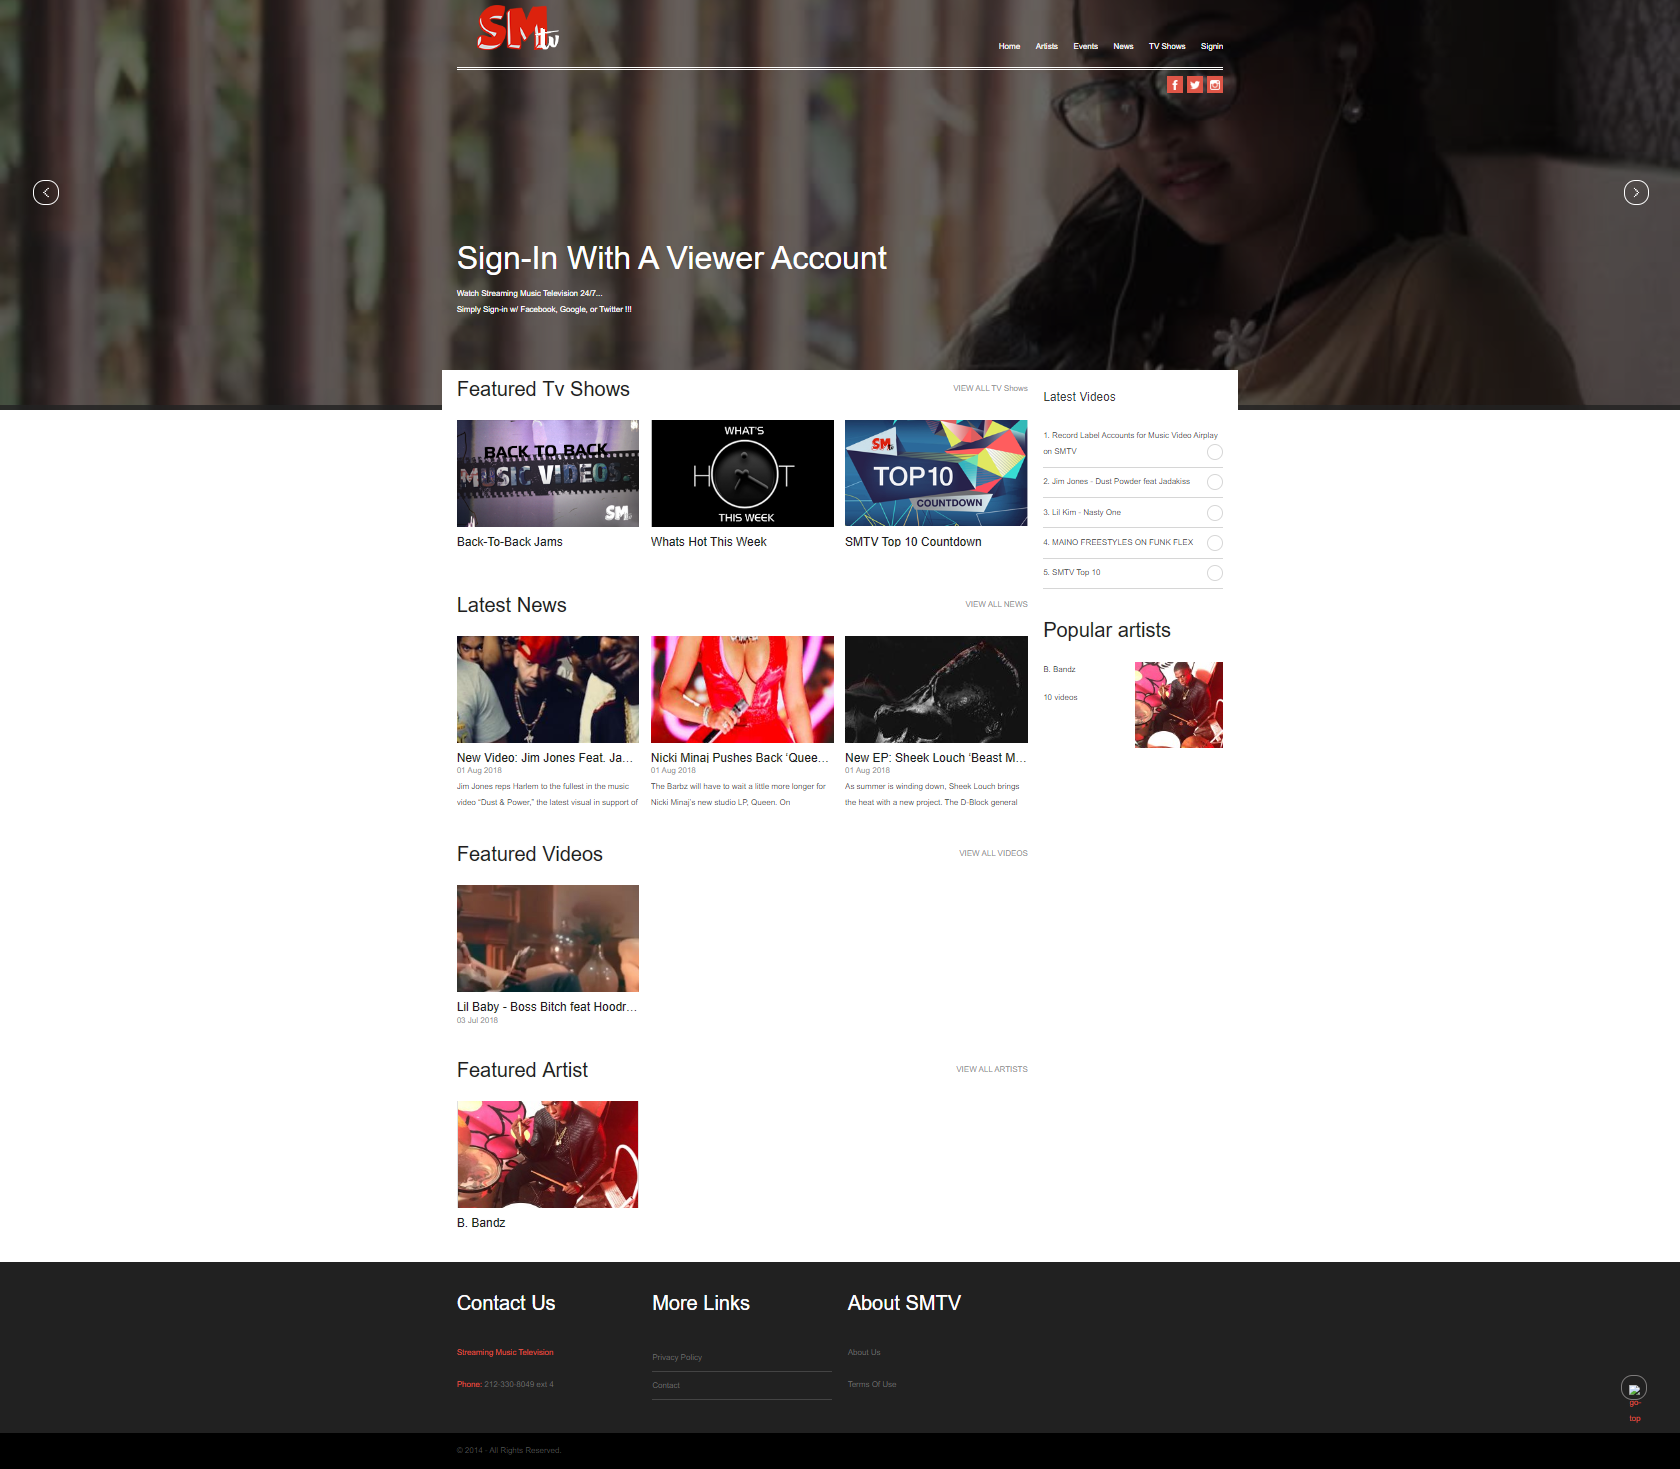 SMtv
Home Artists Events News TV Shows Signin
Sign-In With A Viewer Account
Watch Streaming Music Television 24/7...
Simply Sign-in w/ Facebook, Google, or Twitter !!!
Featured Tv Shows
VIEW ALL TV Shows
BACK TO BACK
MUSIC VIDEOS
SM
WHAT'S
HOT
THIS WEEK
SM
TOP10
COUNTDOWN
Back-To-Back Jams
Whats Hot This Week
SMTV Top 10 Countdown
Latest News
VIEW ALL NEWS
New Video: Jim Jones Feat. Ja...
01 Aug 2018
Jim Jones reps Harlem to the fullest in the music
video “Dust & Power,” the latest visual in support of
Nicki Minaj Pushes Back ‘Quee...
01 Aug 2018
The Barbz will have to wait a little more longer for
Nicki Minaj’s new studio LP, Queen. On
New EP: Sheek Louch ‘Beast M...
01 Aug 2018
As summer is winding down, Sheek Louch brings
the heat with a new project. The D-Block general
Featured Videos
VIEW ALL VIDEOS
Lil Baby - Boss Bitch feat Hoodr...
03 Jul 2018
Featured Artist
VIEW ALL ARTISTS
B. Bandz
Latest Videos
1. Record Label Accounts for Music Video Airplay
on SMTV
2. Jim Jones - Dust Powder feat Jadakiss
3. Lil Kim - Nasty One
4. MAINO FREESTYLES ON FUNK FLEX
5. SMTV Top 10
Popular artists
B. Bandz
10 videos
Contact Us
Streaming Music Television
Phone: 212-330-8049 ext 4
More Links
Privacy Policy
Contact
About SMTV
About Us
Terms Of Use
go-
top
© 2014 - All Rights Reserved.